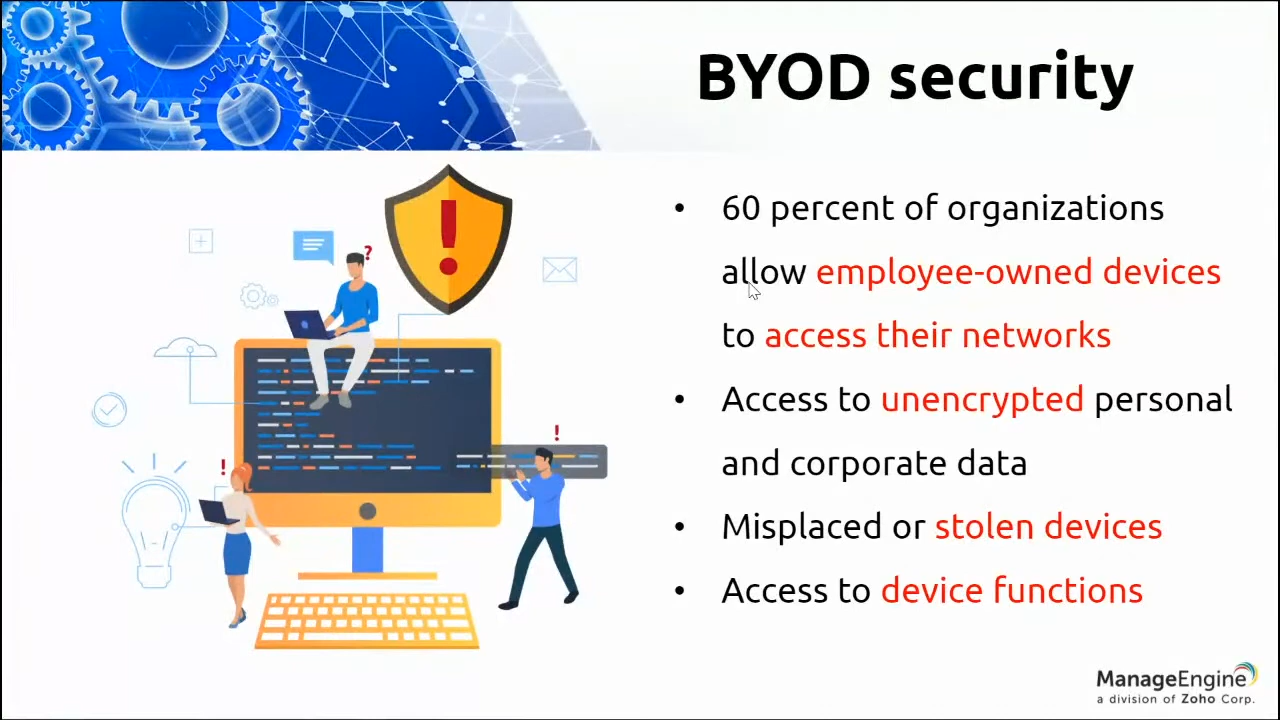 BYOD security
• 60 percent of organizations
allow employee-owned devices
to access their networks
• Access to unencrypted personal
and corporate data
• Misplaced or stolen devices
• Access to device functions
ManageEngine
a division of Zoho Corp.